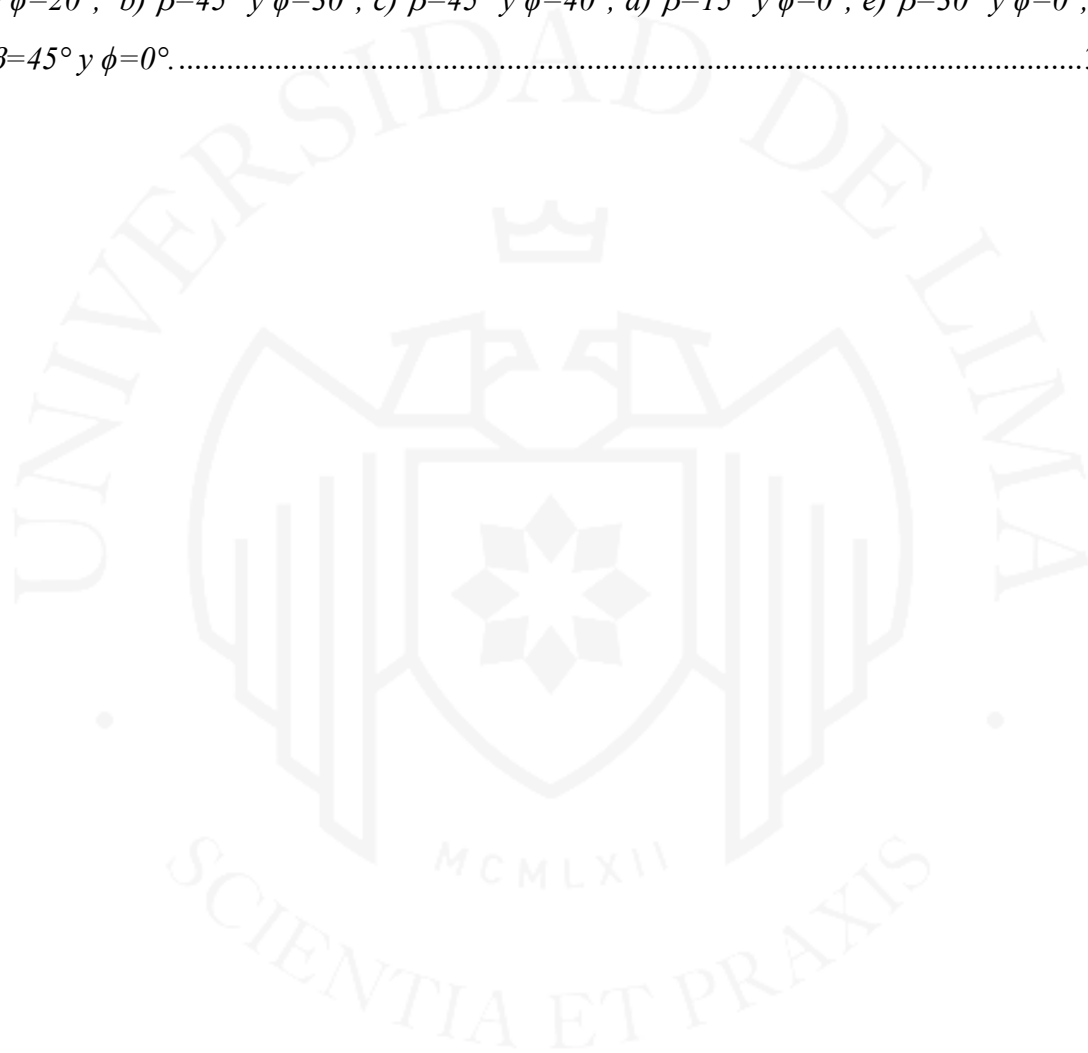 ϕ=20°, b) β=45° y ϕ=30°, c) β=45° y ϕ=40°, d) β=15° y ϕ=0°, e) β=30° y ϕ=0°,
β=45° y ϕ=0°.
UNIVERSIDAD DE LIMA
MCMLXII
SCIENTIA ET PRAXIS